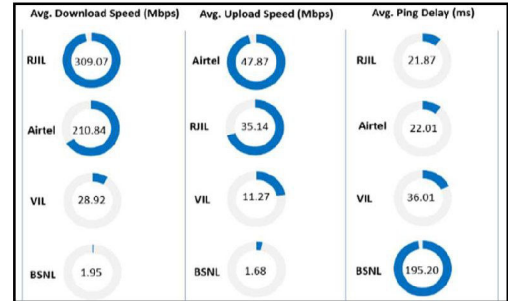 Avg. Download Speed (Mbps)
RJIL 309.07
Airtel 210.84
VIL 28.92
BSNL 1.95
Avg. Upload Speed (Mbps)
Airtel 47.87
RJIL 35.14
VIL 11.27
BSNL 1.68
Avg. Ping Delay (ms)
RJIL 21.87
Airtel 22.01
VIL 36.01
BSNL 195.20